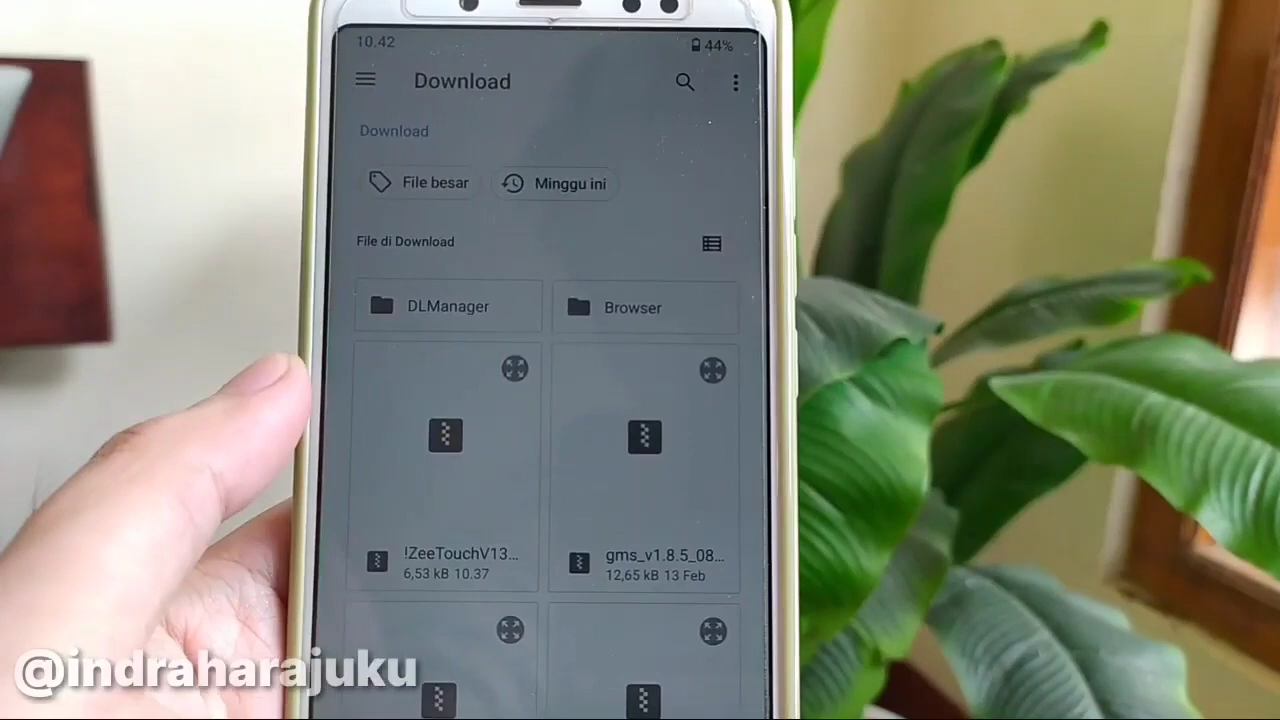 10.42
44%
Download
Download
File besar
Minggu ini
File di Download
DLManager
Browser
!ZeeTouchV13...
6,53 kB 10.37
gms_v1.8.5_08...
12,65 kB 13 Feb
@indraharajuku